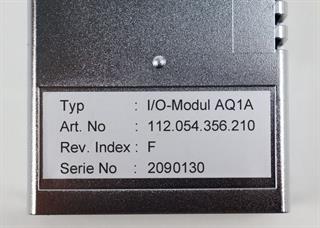 Typ : I/O-Modul AQ1A
Art. No : 112.054.356.210
Rev. Index : F
Serie No : 2090130